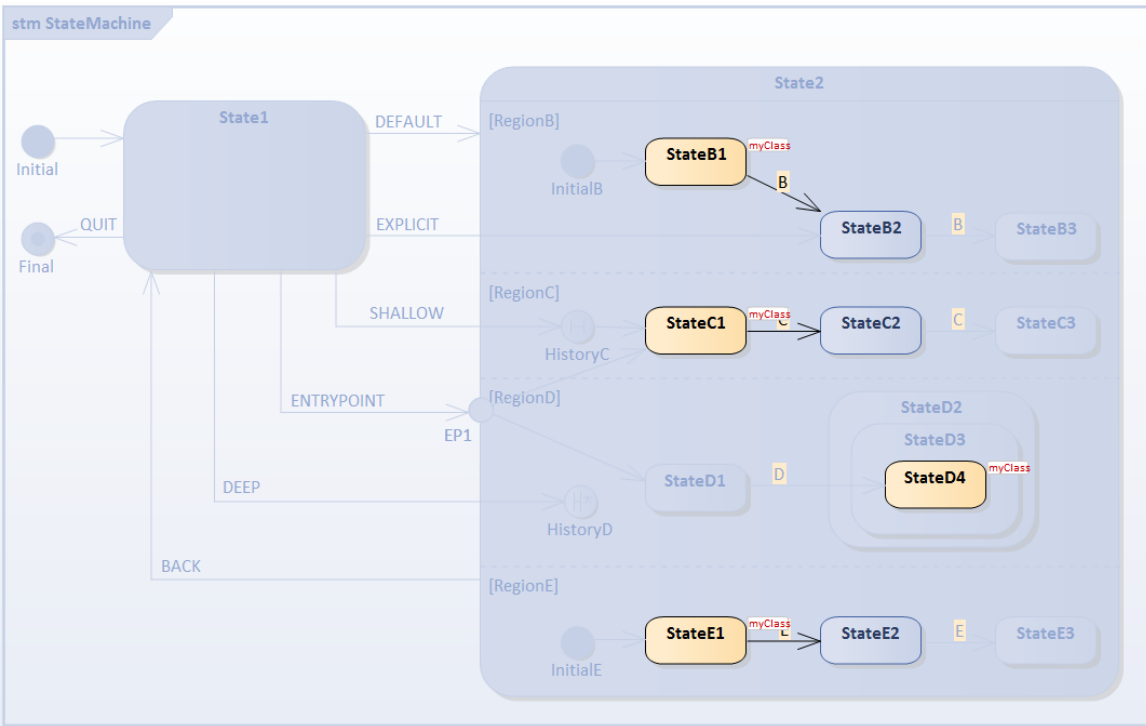 stm StateMachine
State2
State1
DEFAULT
[RegionB]
StateB1
myClass
Initial
InitialB
B
QUIT
EXPLICIT
StateB2
B
StateB3
Final
[RegionC]
SHALLOW
StateC1
myClass
C
StateC2
C
StateC3
HistoryC
H
ENTRYPOINT
[RegionD]
EP1
StateD2
StateD3
DEEP
StateD1
D
StateD4
myClass
H*
HistoryD
BACK
[RegionE]
StateE1
myClass
E
StateE2
E
StateE3
InitialE